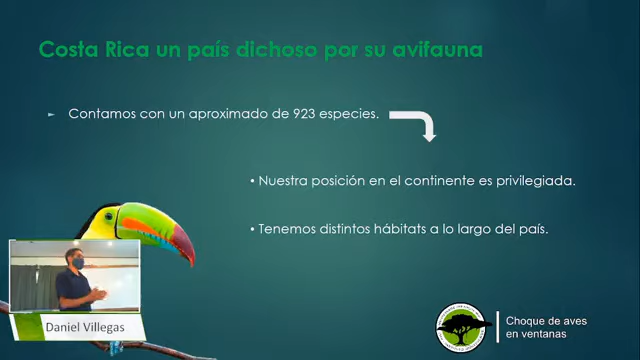 Costa Rica un país dichoso por su avifauna
► Contamos con un aproximado de 923 especies.
• Nuestra posición en el continente es privilegiada.
• Tenemos distintos hábitats a lo largo del país.
Daniel Villegas
Choque de aves
en ventanas